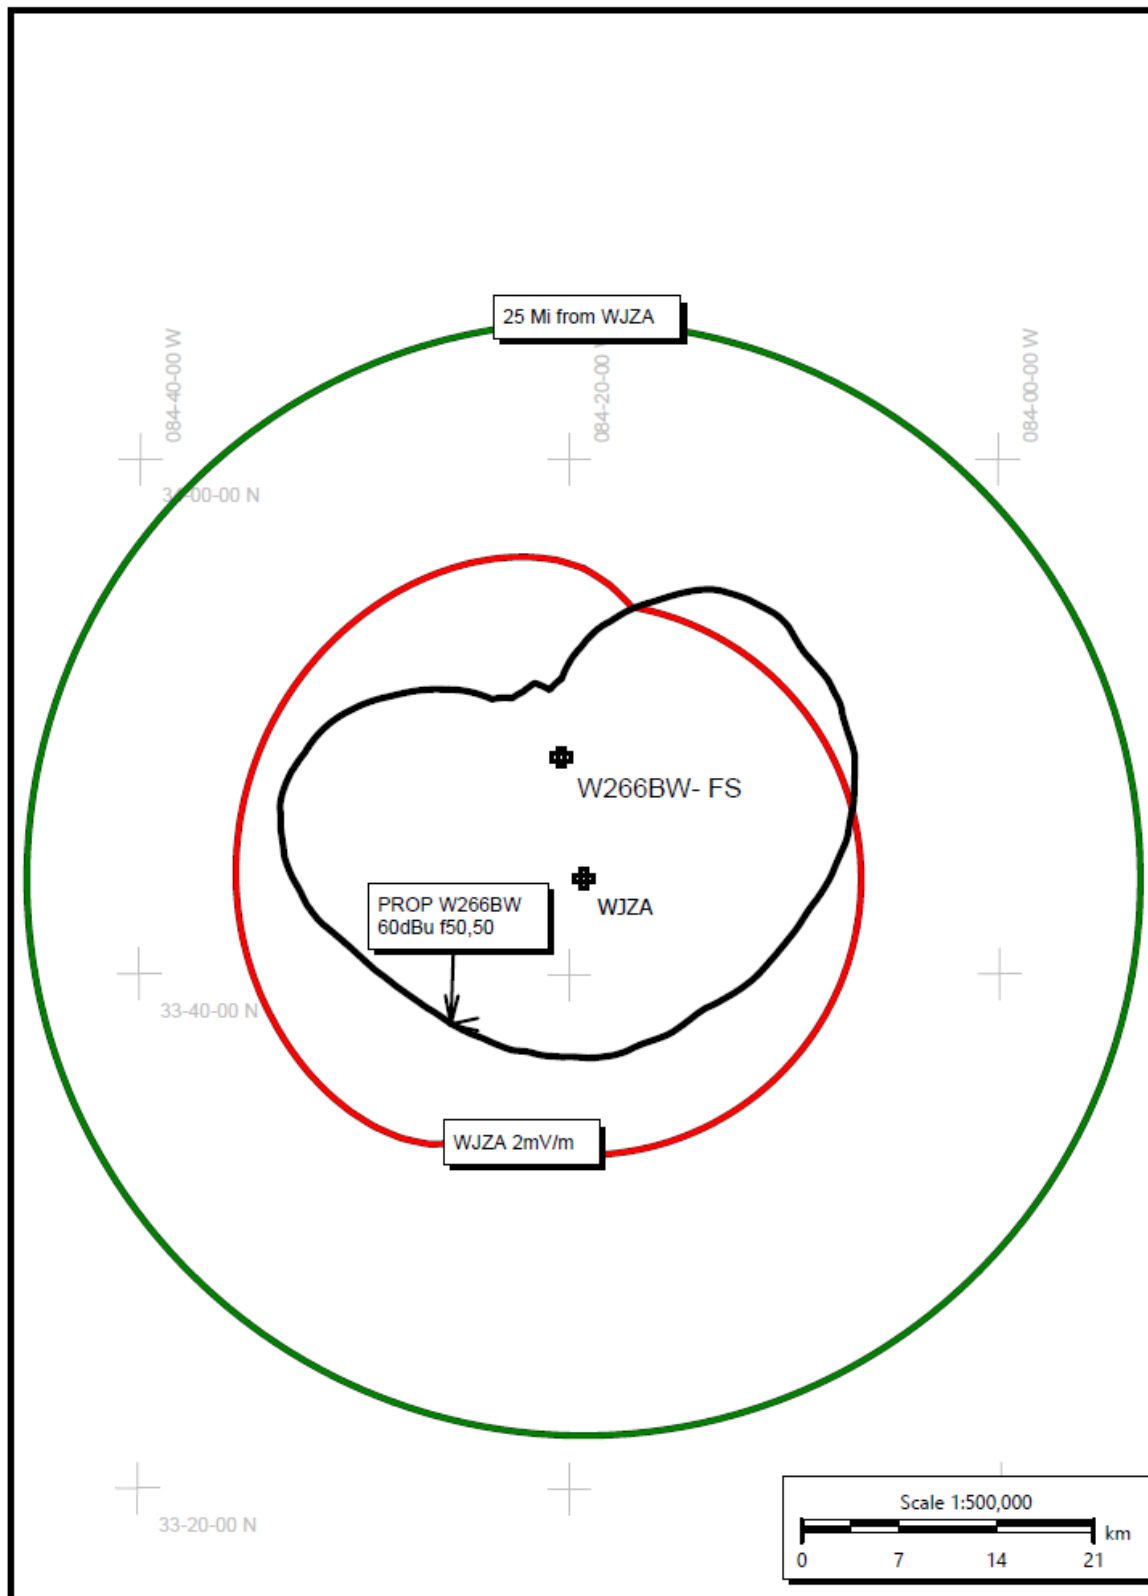 25 Mi from WJZA
084-40-00 W
084-20-00 W
084-00-00 W
34-00-00 N
W266BW- FS
WJZA
PROP W266BW
60dBu f50,50
33-40-00 N
WJZA 2mV/m
33-20-00 N
Scale 1:500,000
km
0 7 14 21